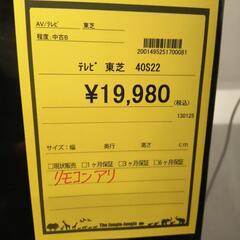 AV/テレビ 東芝
程度:中古B
2001495251700081
テレビ 東芝 40S22
¥19,980
(税込)
130125
サイズ:幅 奥行 高さ cm
□現状販売 □1ヶ月保証 □3ヶ月保証 □6ヶ月保証
リモコンアリ
The Jungle-Jungle